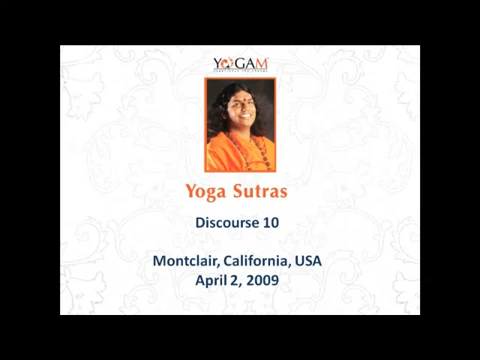 YOGAM
Yoga Sutras
Discourse 10
Montclair, California, USA
April 2, 2009